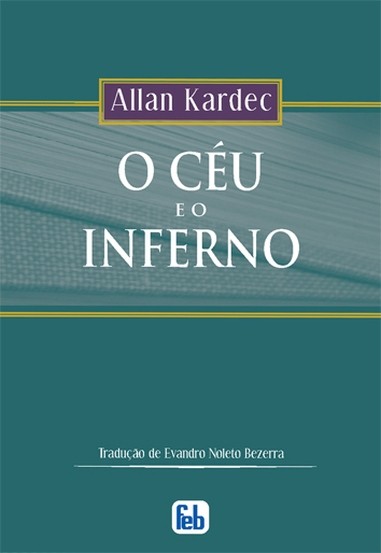 Allan Kardec
O CÉU
E O
INFERNO
Tradução de Evandro Noleto Bezerra
feb